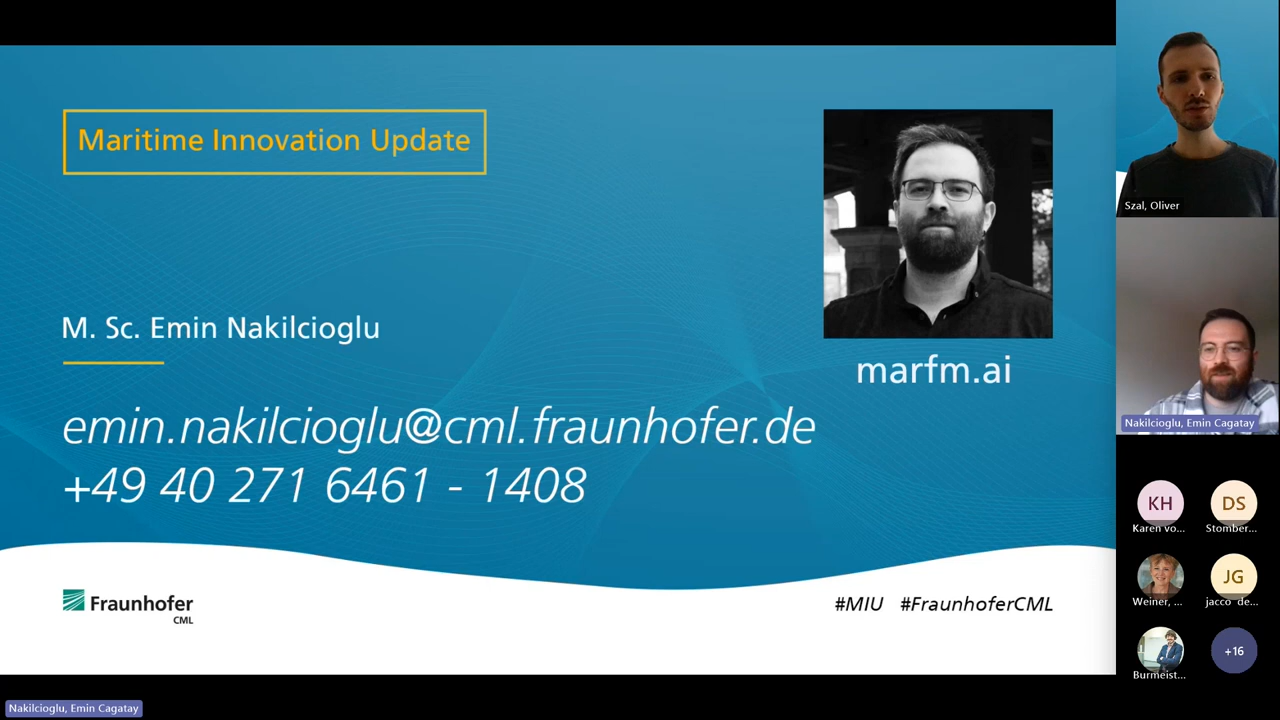 Maritime Innovation Update
M. Sc. Emin Nakilcioglu
marfm.ai
emin.nakilcioglu@cml.fraunhofer.de
+49 40 271 6461 - 1408
Fraunhofer
CML
#MIU #FraunhoferCML
Szal, Oliver
Nakilcioglu, Emin Cagatay
KH
DS
Karen vo...
Stomber...
JG
Weiner, ...
jacco de...
+16
Burmeist...
Nakilcioglu, Emin Cagatay